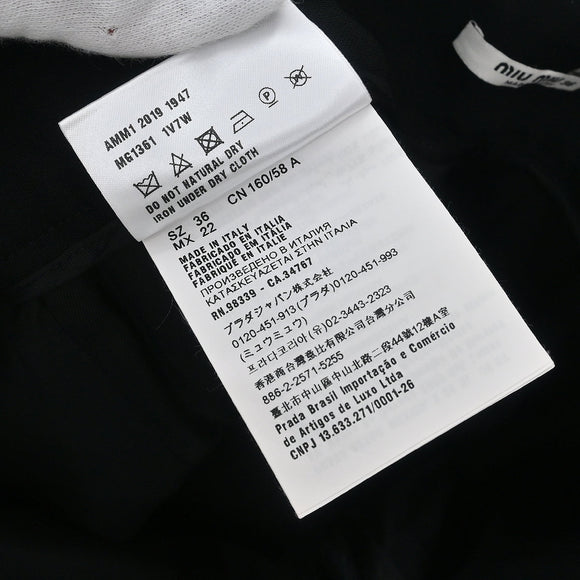 miu miu
AMM1 2019 1947
MG1361 1V7W
P
DO NOT NATURAL DRY
IRON UNDER DRY CLOTH
SZ 36
MX 22 CN 160/58 A
MADE IN ITALY
FABRICADO EN ITALIA
FABRICADO EM ITÁLIA
FABRIQUÉ EN ITALIE
ПРОИЗВЕДЕНО В ИТАЛИИ
ΚΑΤΑΣΚΕΥΑΖΕΤΑΙ ΣΤΗΝ ΙΤΑΛΙΑ
RN.98339 - CA.34767
プラダジャパン株式会社
0120-451-913 (プラダ) 0120-451-993
(ミュウミュウ)
프라다코리아 (유) 02-3443-2323
香港商台灣普拉達有限公司台灣分公司
886-2-2571-5255
臺北市中山區中山北路二段44號12樓A室
Prada Brasil Importação e Comércio
de Artigos de Luxo Ltda
CNPJ 13.633.271/0001-26